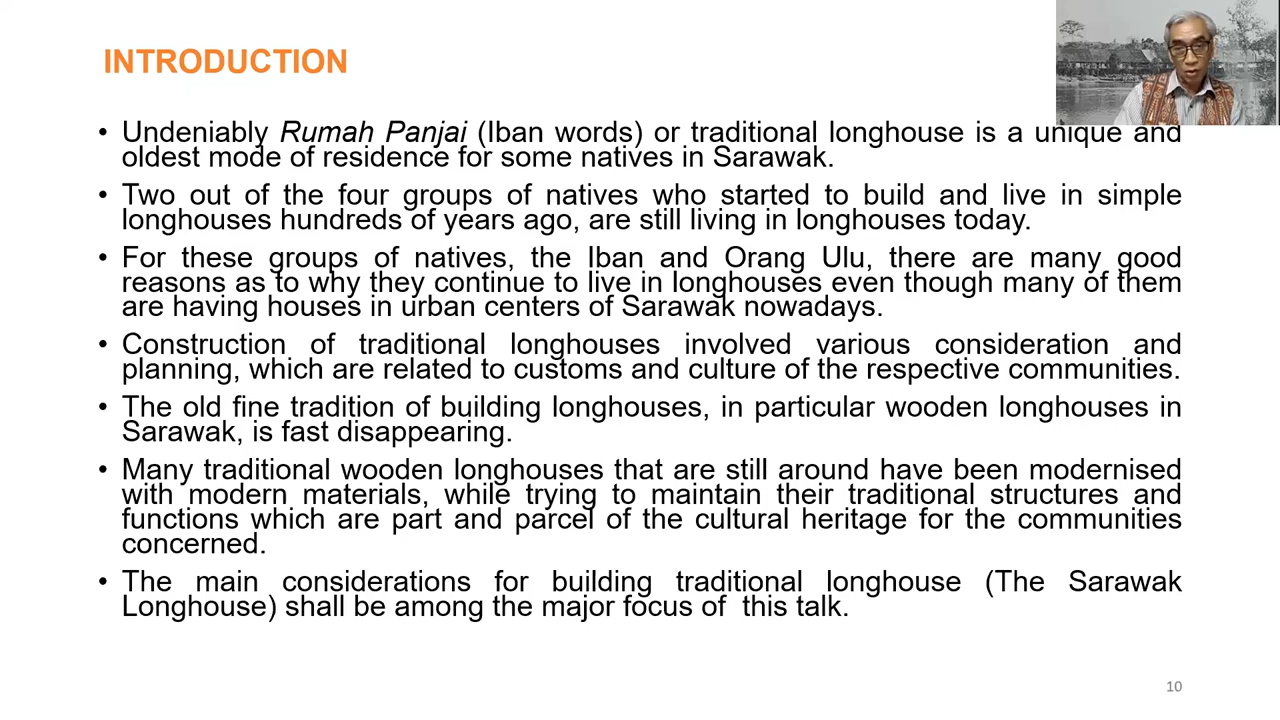 INTRODUCTION
• Undeniably Rumah Panjai (Iban words) or traditional longhouse is a unique and
oldest mode of residence for some natives in Sarawak.
• Two out of the four groups of natives who started to build and live in simple
longhouses hundreds of years ago, are still living in longhouses today.
• For these groups of natives, the Iban and Orang Ulu, there are many good
reasons as to why they continue to live in longhouses even though many of them
are having houses in urban centers of Sarawak nowadays.
• Construction of traditional longhouses involved various consideration and
planning, which are related to customs and culture of the respective communities.
• The old fine tradition of building longhouses, in particular wooden longhouses in
Sarawak, is fast disappearing.
• Many traditional wooden longhouses that are still around have been modernised
with modern materials, while trying to maintain their traditional structures and
functions which are part and parcel of the cultural heritage for the communities
concerned.
• The main considerations for building traditional longhouse (The Sarawak
Longhouse) shall be among the major focus of this talk.
10